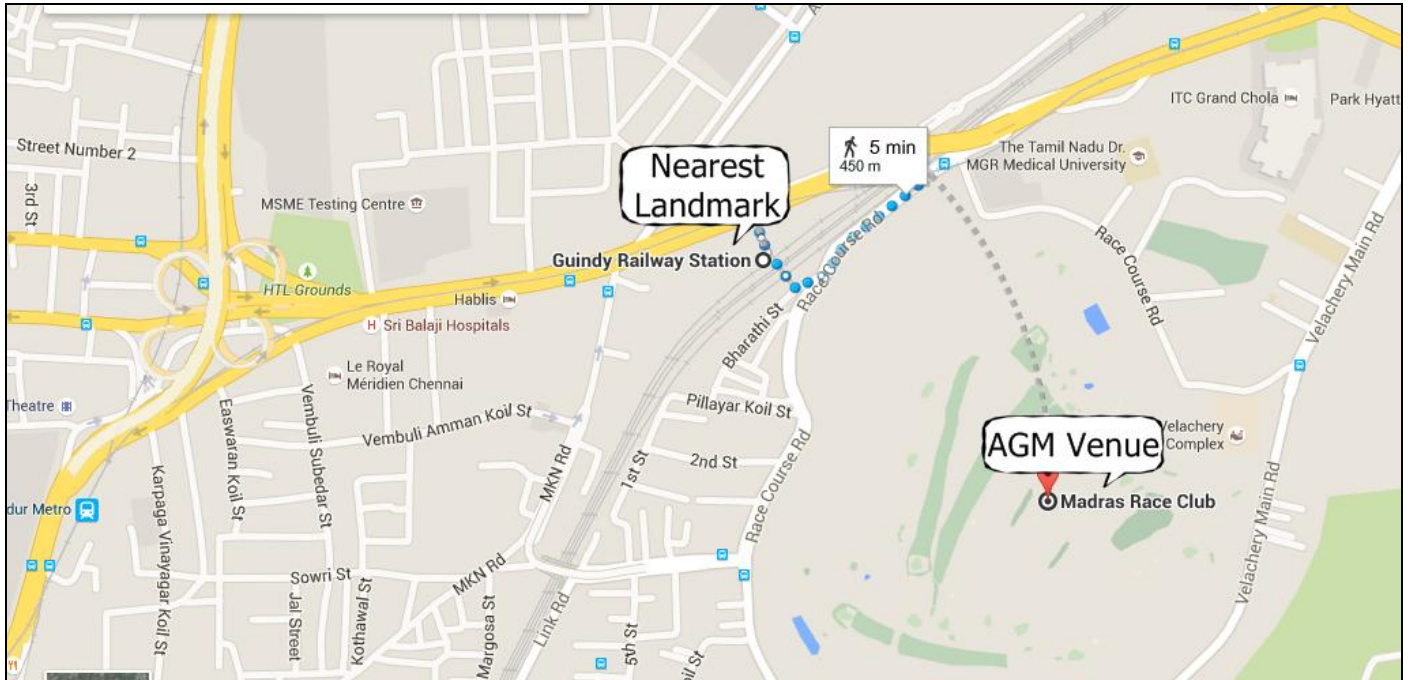 ITC Grand Chola
Park Hyatt
Street Number 2
5 min
450 m
The Tamil Nadu Dr.
MGR Medical University
Nearest
Landmark
3rd St
MSME Testing Centre
Race Course Rd
Race Course Rd
Velachery Main Rd
Guindy Railway Station
HTL Grounds
Hablis
H Sri Balaji Hospitals
Bharathi St
Le Royal
Méridien Chennai
Theatre
Pillayar Koil St
Vembuli Amman Koil St
Easwaran Koil St
Vembuli Subedar St
AGM Venue
Velachery
Complex
2nd St
1st St
MKN Rd
Race Course Rd
Karpaga Vinayagar Koil St
dur Metro
Madras Race Club
Velachery Main Rd
Sowri St
MKN Rd
Jal Street
Kothawal St
Margosa St
Link Rd
5th St
oil St